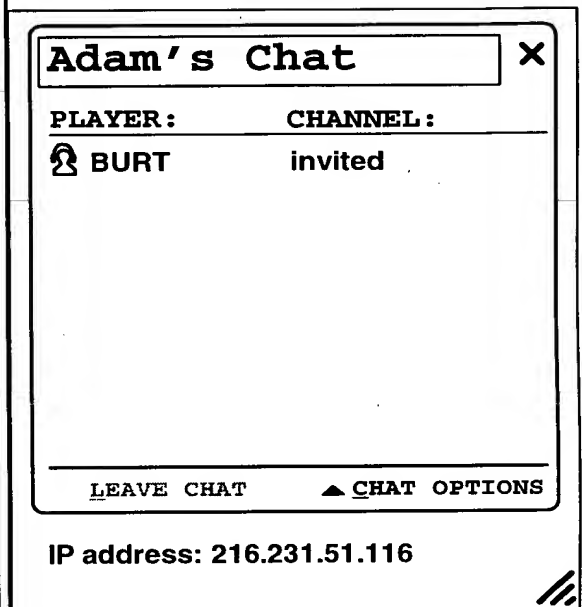 Adam's Chat
PLAYER: CHANNEL:
BURT invited
LEAVE CHAT ▲ CHAT OPTIONS
IP address: 216.231.51.116